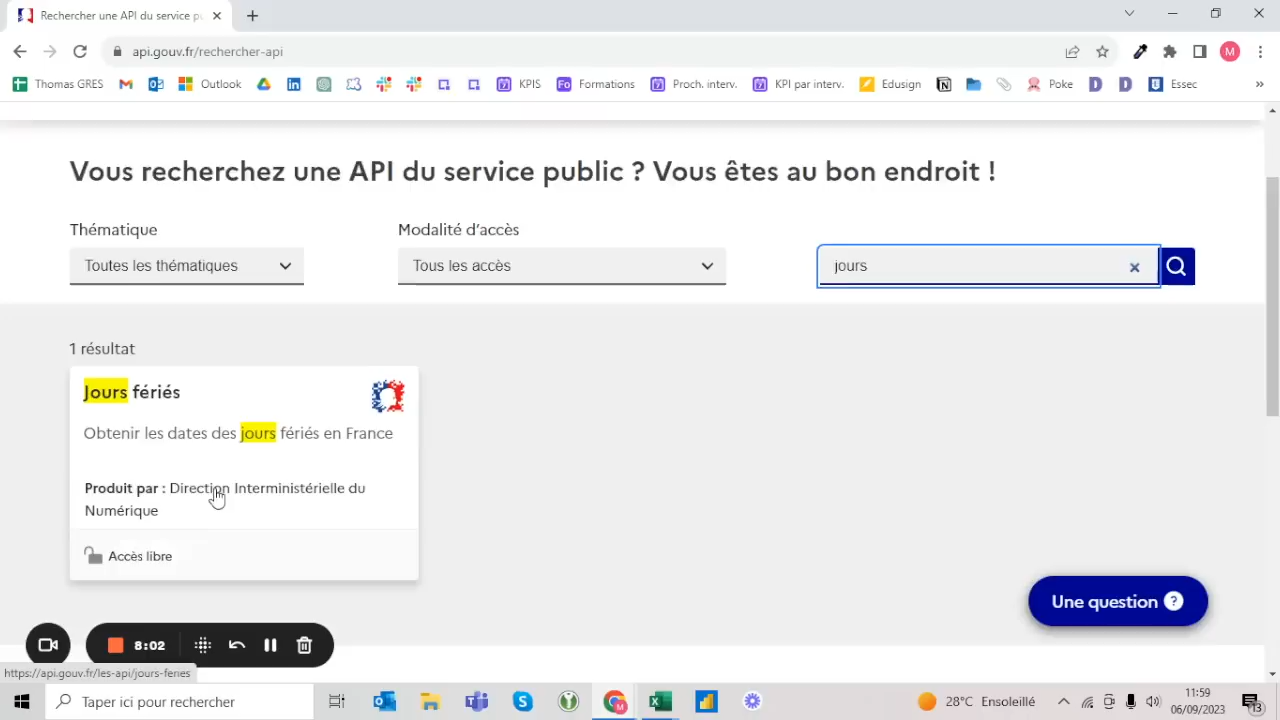 Rechercher une API du service pu
api.gouv.fr/rechercher-api
M
Thomas GRES
Outlook
KPIS
Fo Formations
Proch. interv.
KPI par interv.
Edusign
Poke
D
D
Essec
»
Vous recherchez une API du service public ? Vous êtes au bon endroit !
Thématique
Modalité d'accès
Toutes les thématiques
Tous les accès
jours
1 résultat
Jours fériés
Obtenir les dates des jours fériés en France
Produit par : Direction Interministérielle du
Numérique
Accès libre
Une question ?
8:02
https://api.gouv.fr/les-api/jours-feries
Taper ici pour rechercher
28°C Ensoleillé
11:59
06/09/2023
13